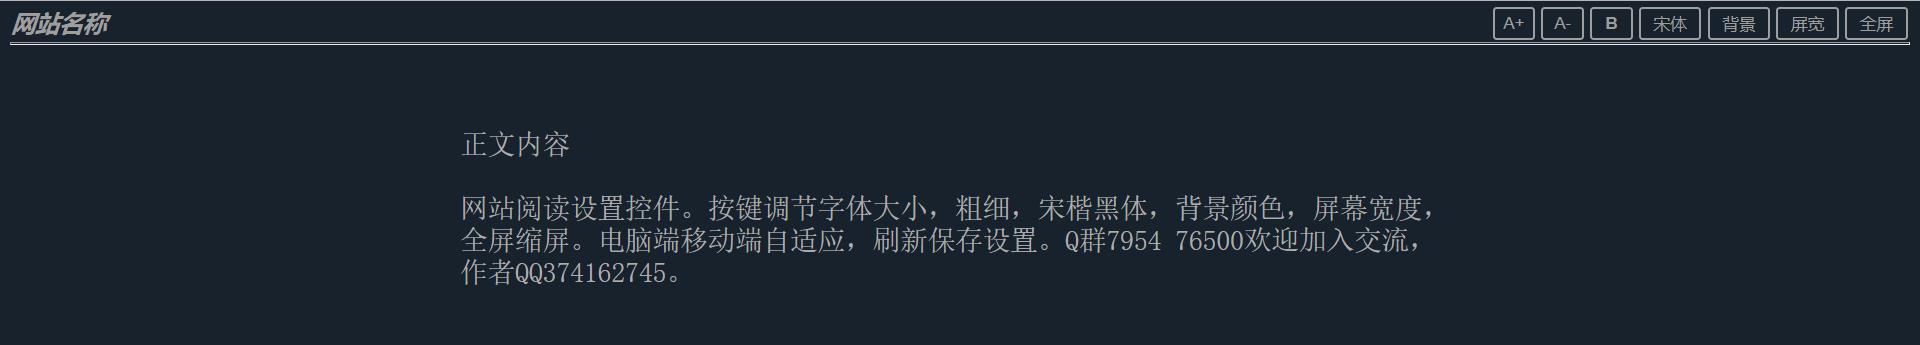 网站名称
A+ A- B 宋体 背景 屏宽 全屏
正文内容
网站阅读设置控件。按键调节字体大小，粗细，宋楷黑体，背景颜色，屏幕宽度，
全屏缩屏。电脑端移动端自适应，刷新保存设置。Q群7954 76500欢迎加入交流，
作者QQ374162745。